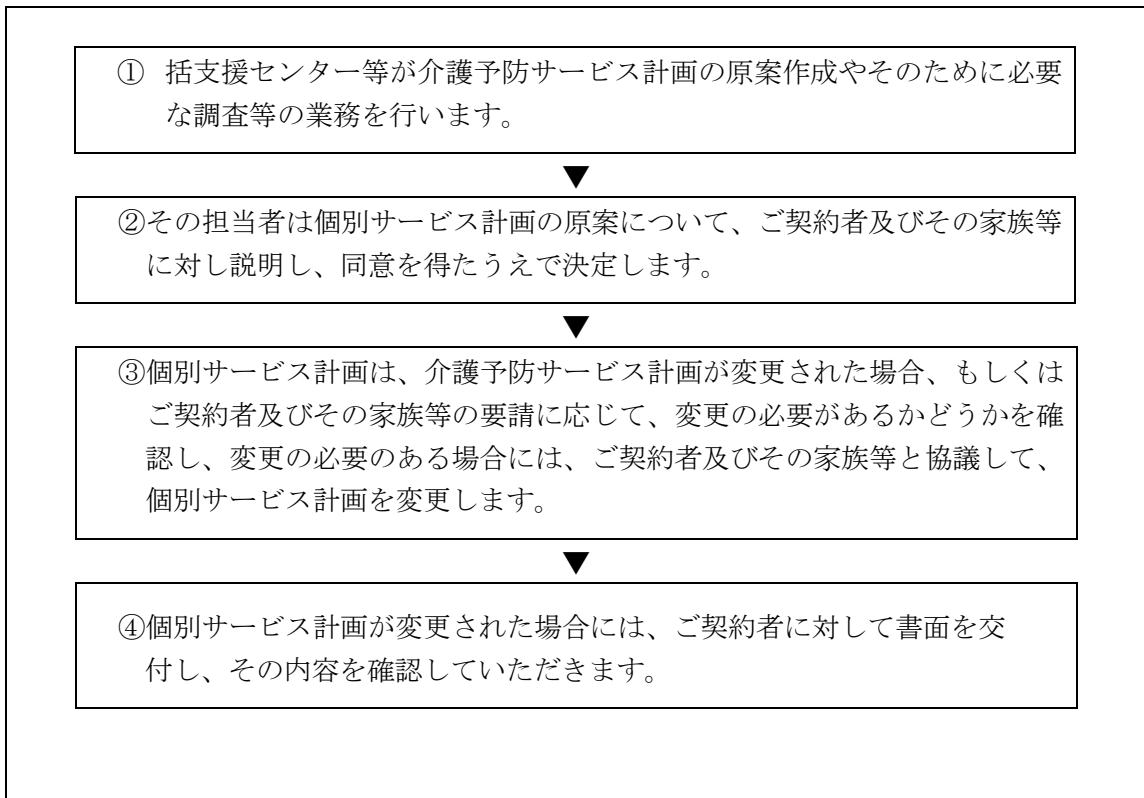 ① 括支援センター等が介護予防サービス計画の原案作成やそのために必要
な調査等の業務を行います。
▼
②その担当者は個別サービス計画の原案について、ご契約者及びその家族等
に対し説明し、同意を得たうえで決定します。
▼
③個別サービス計画は、介護予防サービス計画が変更された場合、もしくは
ご契約者及びその家族等の要請に応じて、変更の必要があるかどうかを確
認し、変更の必要のある場合には、ご契約者及びその家族等と協議して、
個別サービス計画を変更します。
▼
④個別サービス計画が変更された場合には、ご契約者に対して書面を交
付し、その内容を確認していただきます。